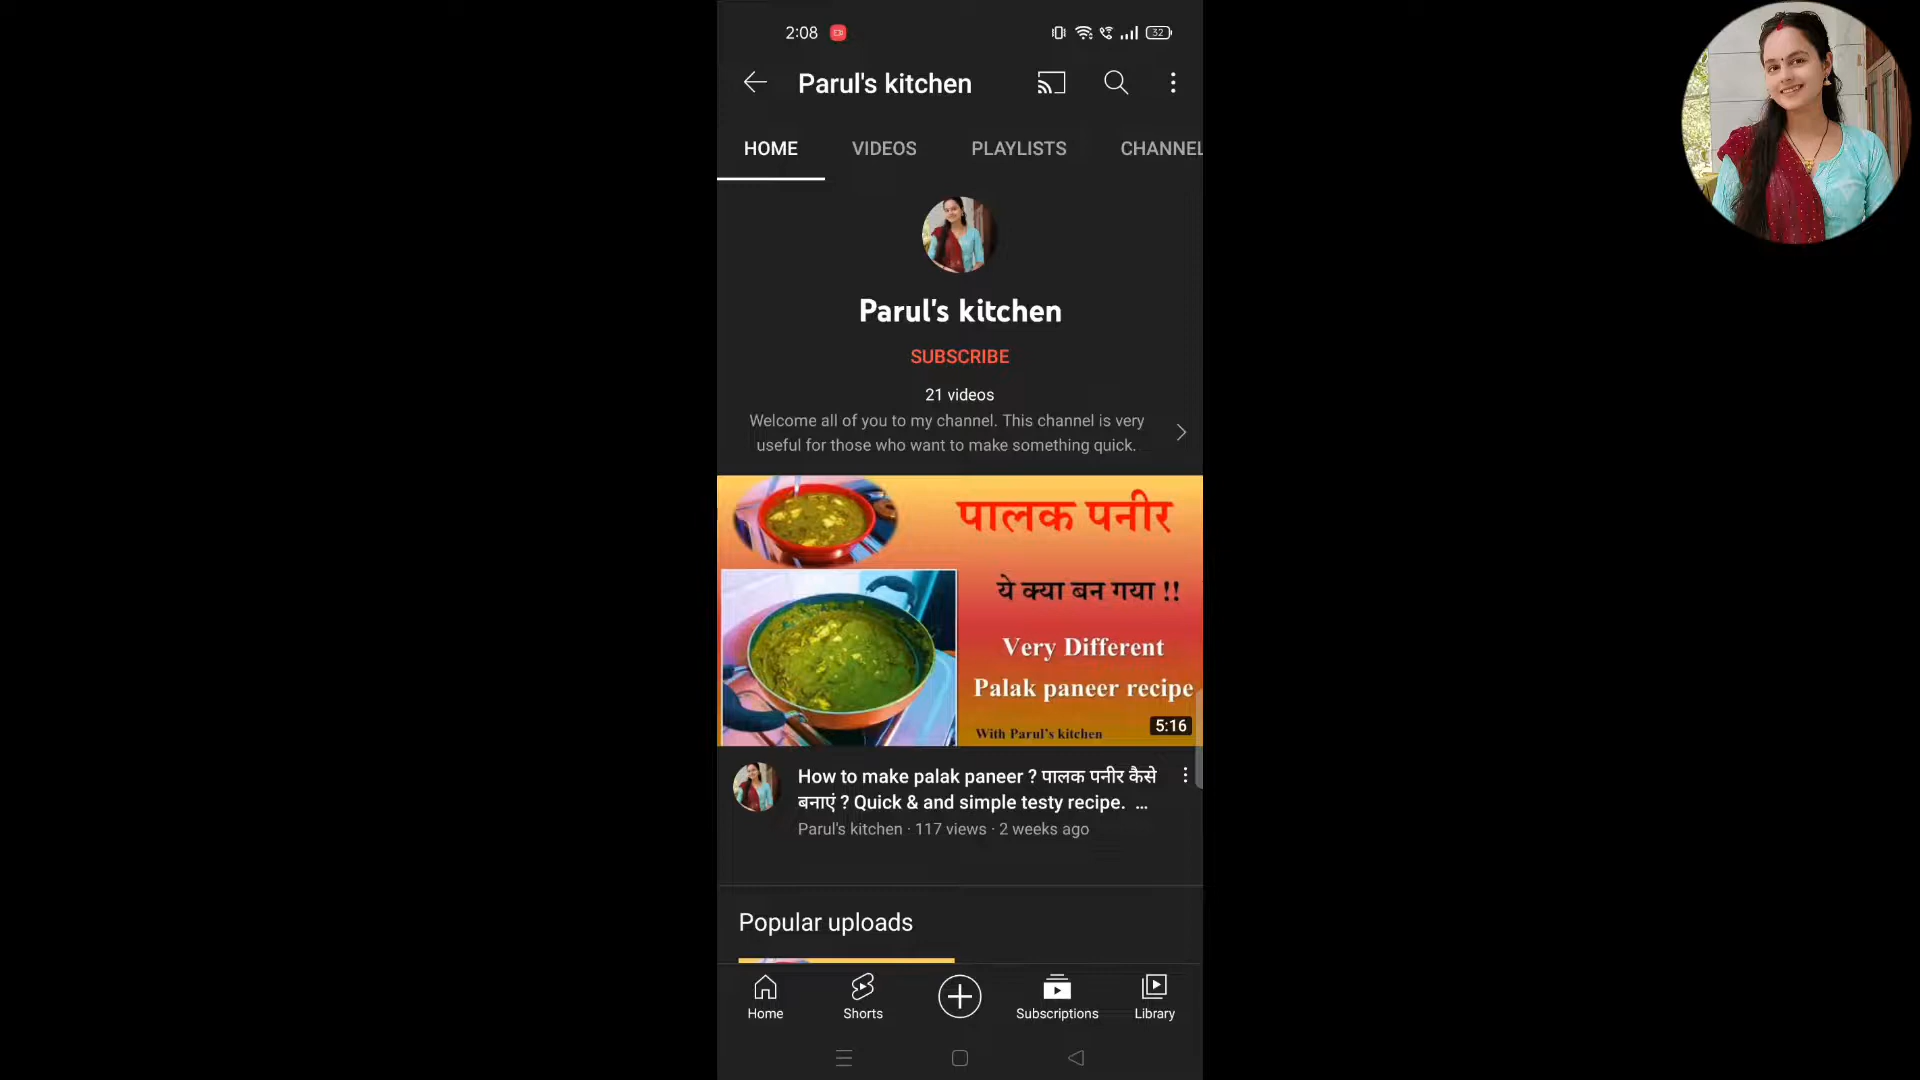 2:08
32
Parul's kitchen
HOME VIDEOS PLAYLISTS CHANNEL
Parul's kitchen
SUBSCRIBE
21 videos
Welcome all of you to my channel. This channel is very
useful for those who want to make something quick.
पालक पनीर
ये क्या बन गया !!
Very Different
Palak paneer recipe
5:16
With Parul's kitchen
How to make palak paneer ? पालक पनीर कैसे
बनाएं ? Quick & and simple testy recipe. ...
Parul's kitchen · 117 views · 2 weeks ago
Popular uploads
Home Shorts Subscriptions Library